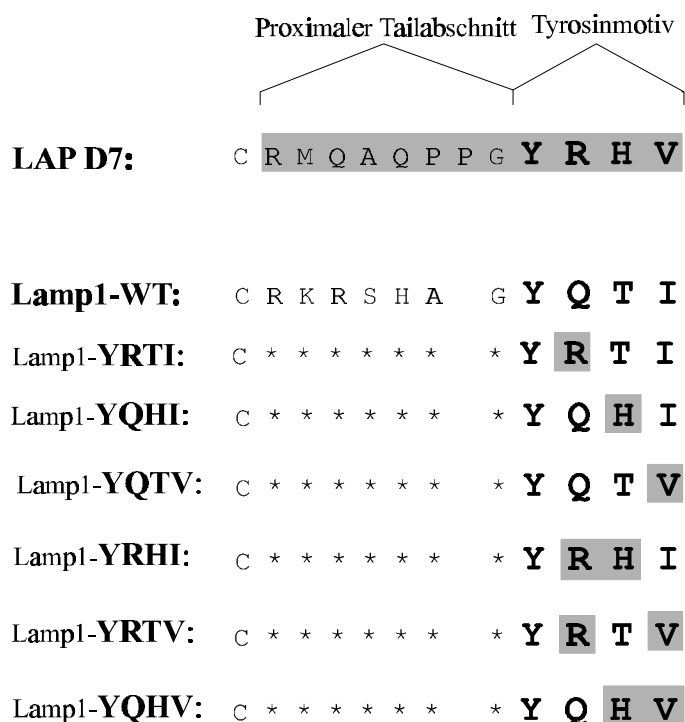 Proximaler Tailabschnitt Tyrosinmotiv
LAP D7: C R M Q A Q P P G Y R H V
Lamp1-WT: C R K R S H A G Y Q T I
Lamp1-YRTI: C * * * * * * * Y R T I
Lamp1-YQHI: C * * * * * * * Y Q H I
Lamp1-YQTV: C * * * * * * * Y Q T V
Lamp1-YRHI: C * * * * * * * Y R H I
Lamp1-YRTV: C * * * * * * * Y R T V
Lamp1-YQHV: C * * * * * * * Y Q H V